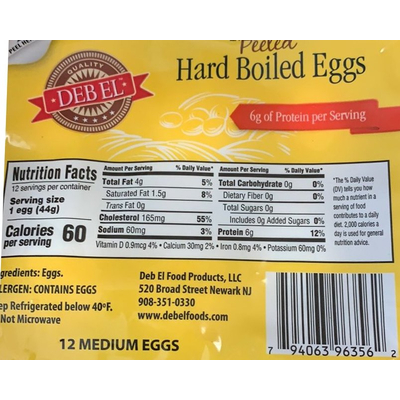 PEEL HE
QUALITY
DEB EL
Peeled
Hard Boiled Eggs
6g of Protein per Serving
Nutrition Facts
12 servings per container
Serving size
1 egg (44g)
Calories 60
per serving
Amount Per Serving % Daily Value*
Total Fat 4g 5%
Saturated Fat 1.5g 8%
Trans Fat 0g
Cholesterol 165mg 55%
Sodium 60mg 3%
Amount Per Serving % Daily Value*
Total Carbohydrate 0g 0%
Dietary Fiber 0g 0%
Total Sugars 0g
Includes 0g Added Sugars 0%
Protein 6g 12%
Vitamin D 0.9mcg 4% • Calcium 30mg 2% • Iron 0.8mg 4% • Potassium 60mg 0%
*The % Daily Value
(DV) tells you how
much a nutrient in a
serving of food
contributes to a daily
diet. 2,000 calories a
day is used for general
nutrition advice.
gredients: Eggs.
LERGEN: CONTAINS EGGS
ep Refrigerated below 40ºF.
Not Microwave
Deb El Food Products, LLC
520 Broad Street Newark NJ
908-351-0330
www.debelfoods.com
12 MEDIUM EGGS
7 94063 96356 2